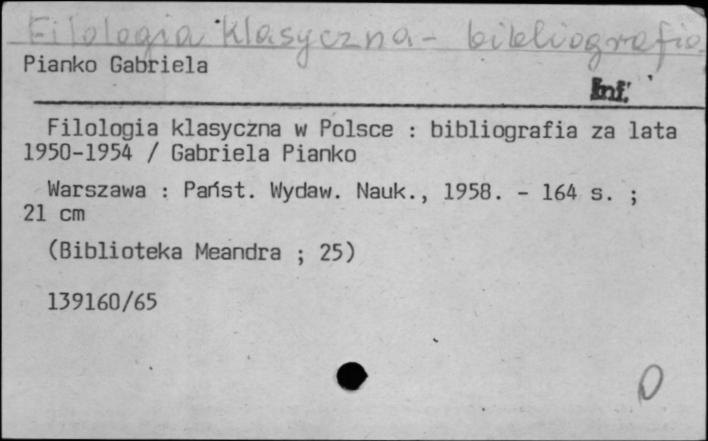 Filologia klasyczna - bibliografia
Pianko Gabriela
Inf.
Filologia klasyczna w Polsce : bibliografia za lata
1950-1954 / Gabriela Pianko
Warszawa : Państ. Wydaw. Nauk., 1958. - 164 s. ;
21 cm
(Biblioteka Meandra ; 25)
139160/65
0